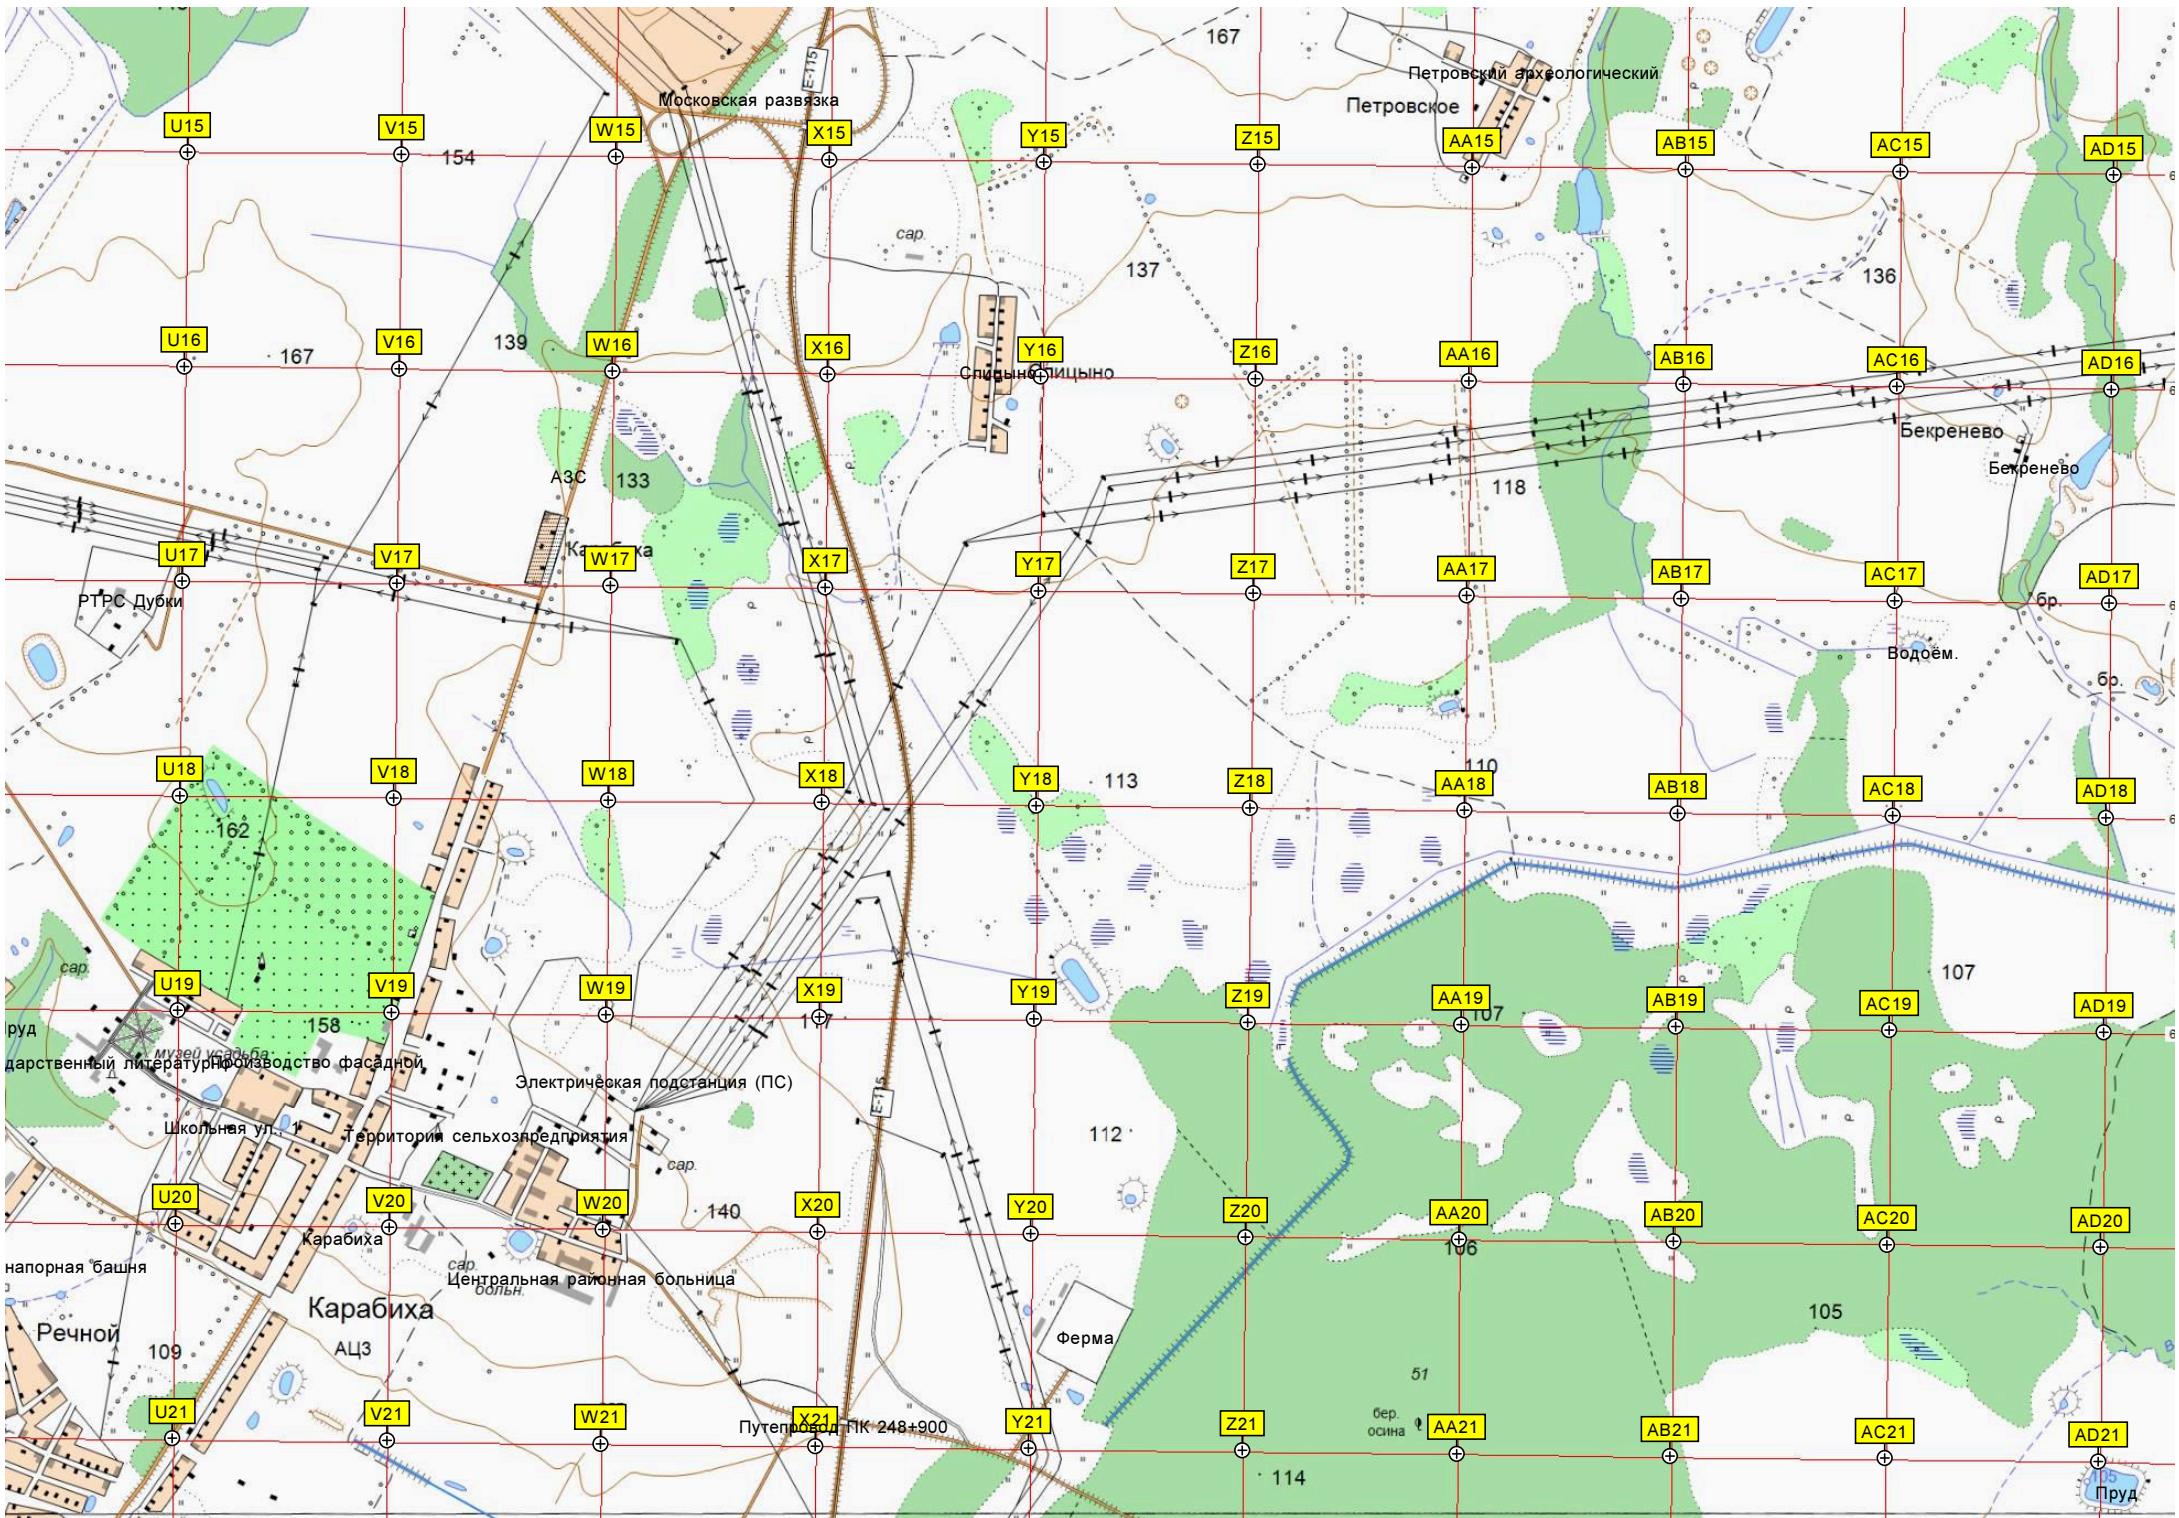 167
Е-115
Московская развязка
Петровский археологический
Петровское
U15
V15
W15
X15
Y15
Z15
AA15
AB15
AC15
AD15
154
сар.
137
136
139
167
U16
V16
W16
X16
Y16
Z16
AA16
AB16
AC16
AD16
Спицыно
Бекренево
Бекренево
АЗС
133
118
U17
V17
W17
X17
Y17
Z17
AA17
AB17
AC17
AD17
РТРС Дубки
бр.
Водоём.
бр.
U18
V18
W18
X18
Y18
Z18
AA18
AB18
AC18
AD18
113
110
162
сар.
107
U19
V19
W19
X19
Y19
Z19
AA19
AB19
AC19
AD19
158
107
музей усадьба
Производство фасадной
Электрическая подстанция (ПС)
Е-115
Школьная ул., 1
Территория сельхозпредприятия
112
сар.
U20
V20
W20
X20
Y20
Z20
AA20
AB20
AC20
AD20
140
Карабиха
106
напорная башня
сар.
Центральная районная больница
больн.
Карабиха
105
Речной
АЦЗ
Ферма
109
51
бер.
осина
U21
V21
W21
X21
Y21
Z21
AA21
AB21
AC21
AD21
Путепровод ПК 248+900
114
105
Пруд